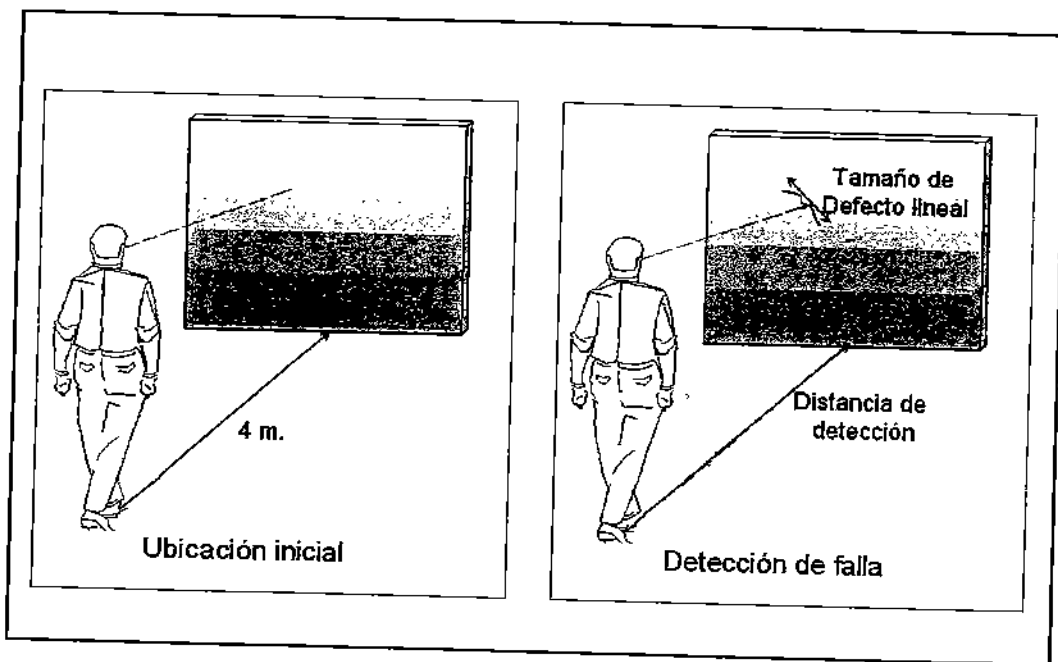 4 m.
Ubicación inicial
Tamaño de
Defecto lineal
Distancia de
detección
Detección de falla